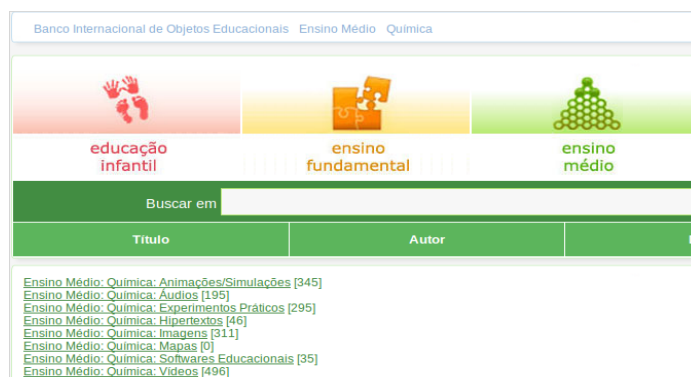 Banco Internacional de Objetos Educacionais Ensino Médio Química
educação
infantil
ensino
fundamental
ensino
médio
Buscar em
Título
Autor
Ensino Médio: Química: Animações/Simulações [345]
Ensino Médio: Química: Áudios [195]
Ensino Médio: Química: Experimentos Práticos [295]
Ensino Médio: Química: Hipertextos [46]
Ensino Médio: Química: Imagens [311]
Ensino Médio: Química: Mapas [0]
Ensino Médio: Química: Softwares Educacionais [35]
Ensino Médio: Química: Vídeos [496]